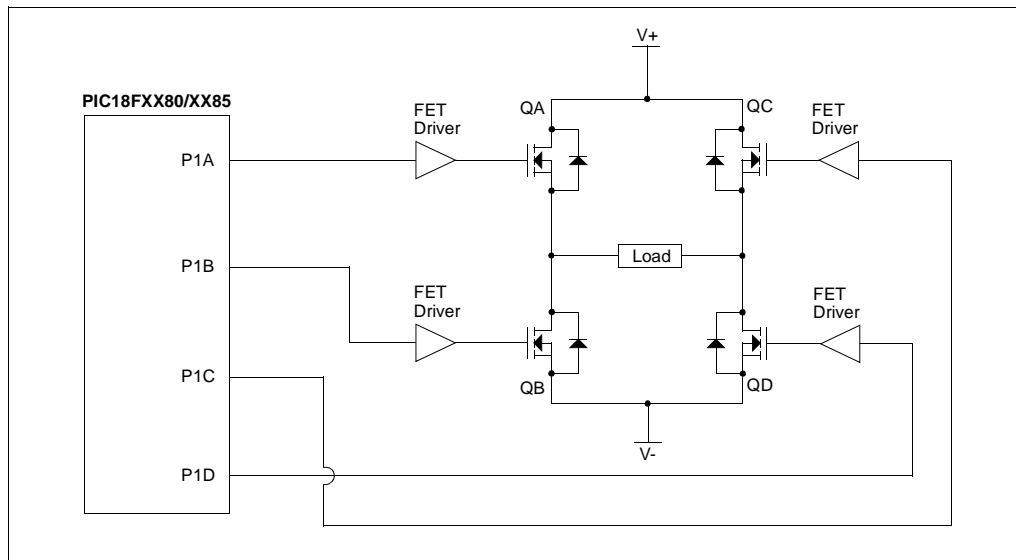 V+
PIC18FXX80/XX85
FET
Driver
QA
QC
FET
Driver
P1A
P1B
Load
FET
Driver
FET
Driver
P1C
QB
QD
V-
P1D